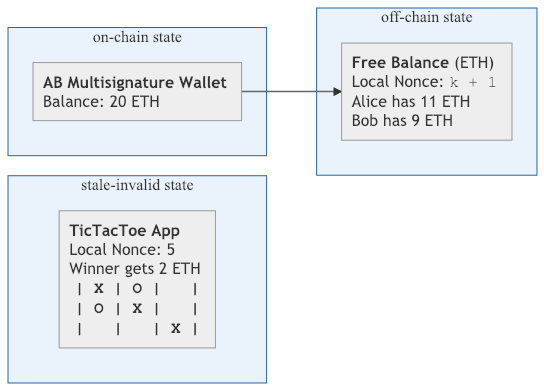 on-chain state
AB Multisignature Wallet
Balance: 20 ETH
off-chain state
Free Balance (ETH)
Local Nonce: k + 1
Alice has 11 ETH
Bob has 9 ETH
stale-invalid state
TicTacToe App
Local Nonce: 5
Winner gets 2 ETH
| X | O |   |
| O | X |   |
|   |   | X |